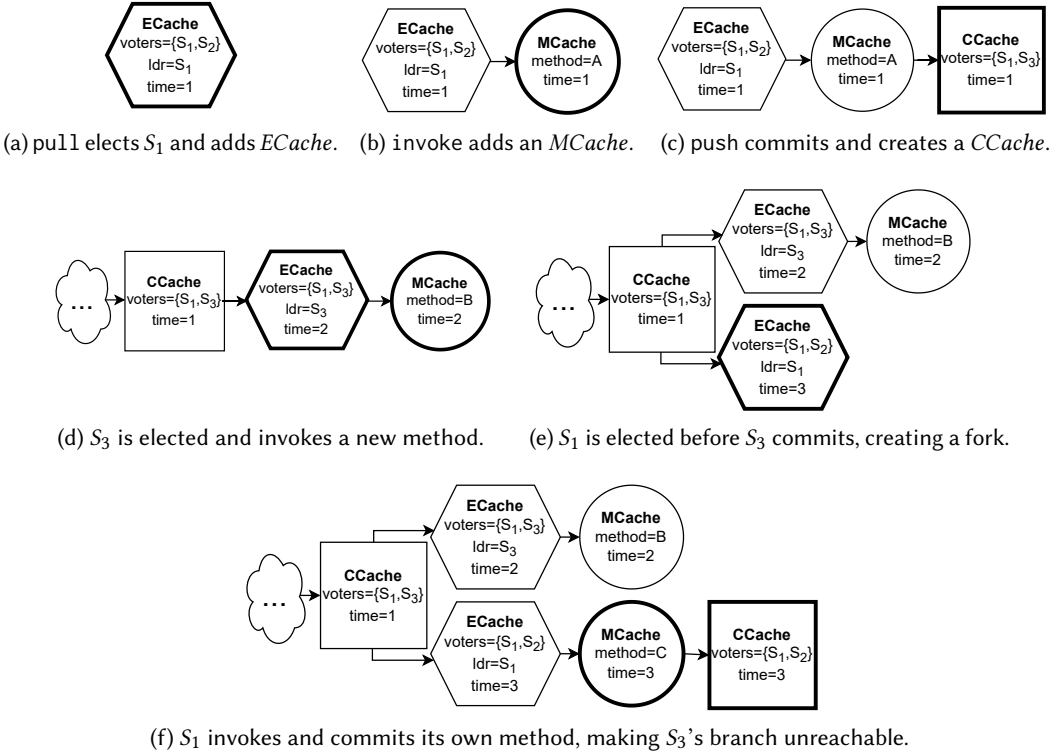 ECache
voters={S₁,S₂}
ldr=S₁
time=1
(a) pull elects S₁ and adds ECache.
ECache
voters={S₁,S₂}
ldr=S₁
time=1
MCache
method=A
time=1
(b) invoke adds an MCache.
ECache
voters={S₁,S₂}
ldr=S₁
time=1
MCache
method=A
time=1
CCache
voters={S₁,S₃}
time=1
(c) push commits and creates a CCache.
...
CCache
voters={S₁,S₃}
time=1
ECache
voters={S₁,S₃}
ldr=S₃
time=2
MCache
method=B
time=2
(d) S₃ is elected and invokes a new method.
...
CCache
voters={S₁,S₃}
time=1
ECache
voters={S₁,S₃}
ldr=S₃
time=2
MCache
method=B
time=2
ECache
voters={S₁,S₂}
ldr=S₁
time=3
(e) S₁ is elected before S₃ commits, creating a fork.
...
CCache
voters={S₁,S₃}
time=1
ECache
voters={S₁,S₃}
ldr=S₃
time=2
MCache
method=B
time=2
ECache
voters={S₁,S₂}
ldr=S₁
time=3
MCache
method=C
time=3
CCache
voters={S₁,S₂}
time=3
(f) S₁ invokes and commits its own method, making S₃'s branch unreachable.